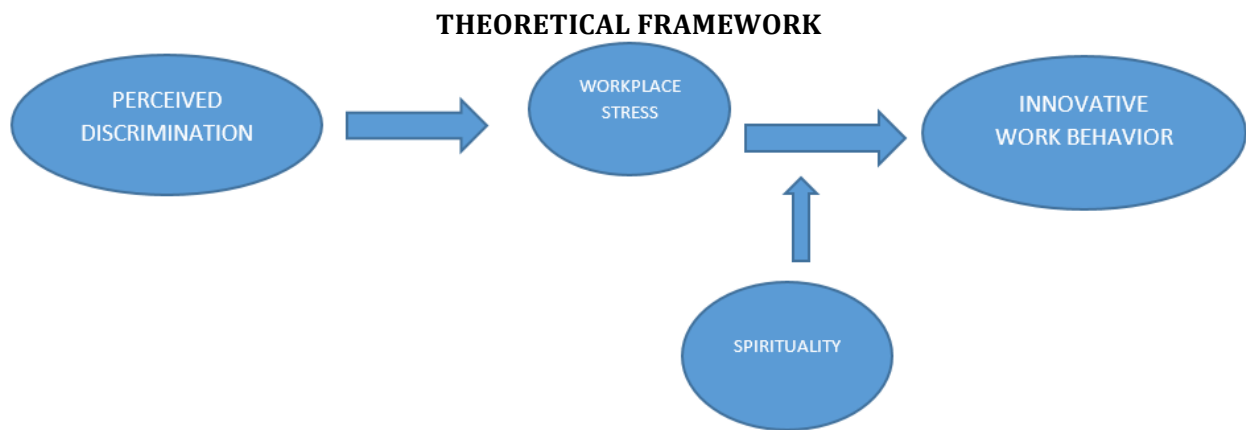 THEORETICAL FRAMEWORK
PERCEIVED
DISCRIMINATION
WORKPLACE
STRESS
INNOVATIVE
WORK BEHAVIOR
SPIRITUALITY